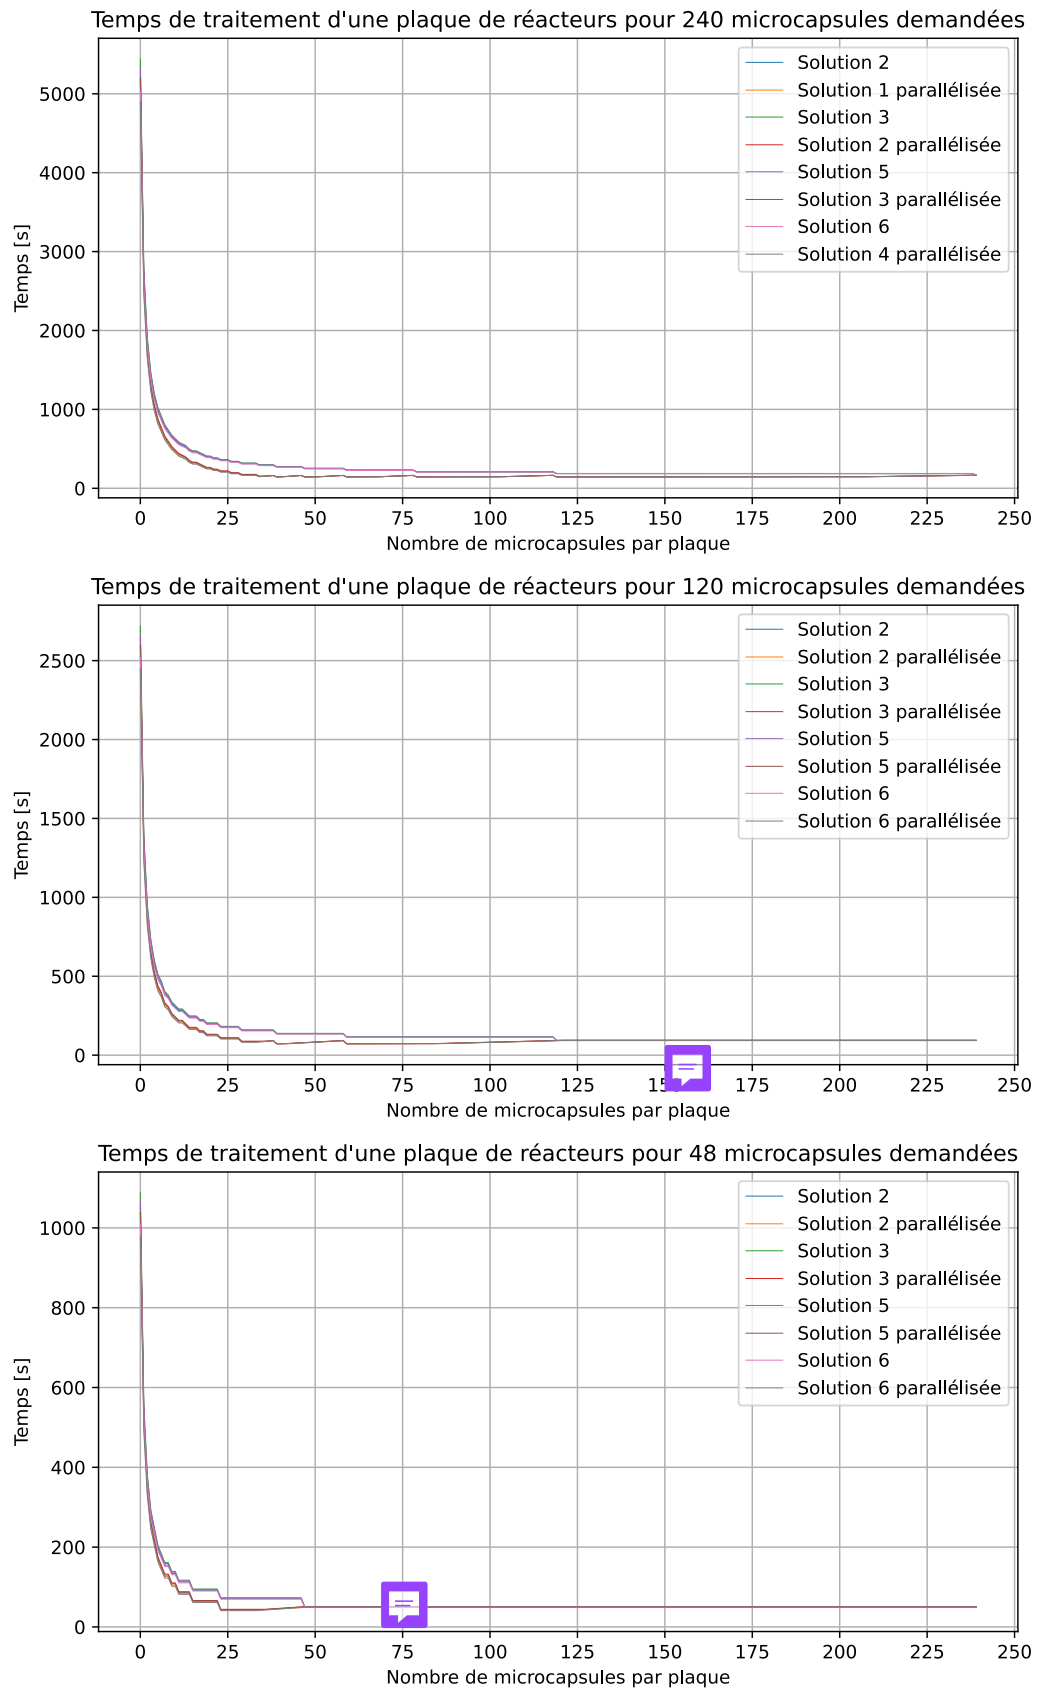 Temps de traitement d'une plaque de réacteurs pour 240 microcapsules demandées
Temps [s]
5000
4000
3000
2000
1000
0
Solution 2
Solution 1 parallélisée
Solution 3
Solution 2 parallélisée
Solution 5
Solution 3 parallélisée
Solution 6
Solution 4 parallélisée
0 25 50 75 100 125 150 175 200 225 250
Nombre de microcapsules par plaque
Temps de traitement d'une plaque de réacteurs pour 120 microcapsules demandées
Temps [s]
2500
2000
1500
1000
500
0
Solution 2
Solution 2 parallélisée
Solution 3
Solution 3 parallélisée
Solution 5
Solution 5 parallélisée
Solution 6
Solution 6 parallélisée
0 25 50 75 100 125 175 200 225 250
Nombre de microcapsules par plaque
Temps de traitement d'une plaque de réacteurs pour 48 microcapsules demandées
Temps [s]
1000
800
600
400
200
0
Solution 2
Solution 2 parallélisée
Solution 3
Solution 3 parallélisée
Solution 5
Solution 5 parallélisée
Solution 6
Solution 6 parallélisée
0 25 50 75 100 125 150 175 200 225 250
Nombre de microcapsules par plaque